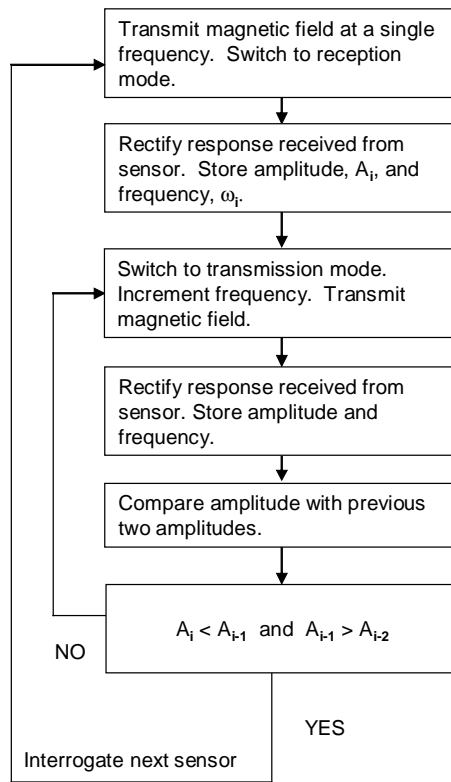 Transmit magnetic field at a single
frequency. Switch to reception
mode.
Rectify response received from
sensor. Store amplitude, Aᵢ, and
frequency, ωᵢ.
Switch to transmission mode.
Increment frequency. Transmit
magnetic field.
Rectify response received from
sensor. Store amplitude and
frequency.
Compare amplitude with previous
two amplitudes.
Aᵢ < Aᵢ₋₁ and Aᵢ₋₁ > Aᵢ₋₂
NO
YES
Interrogate next sensor